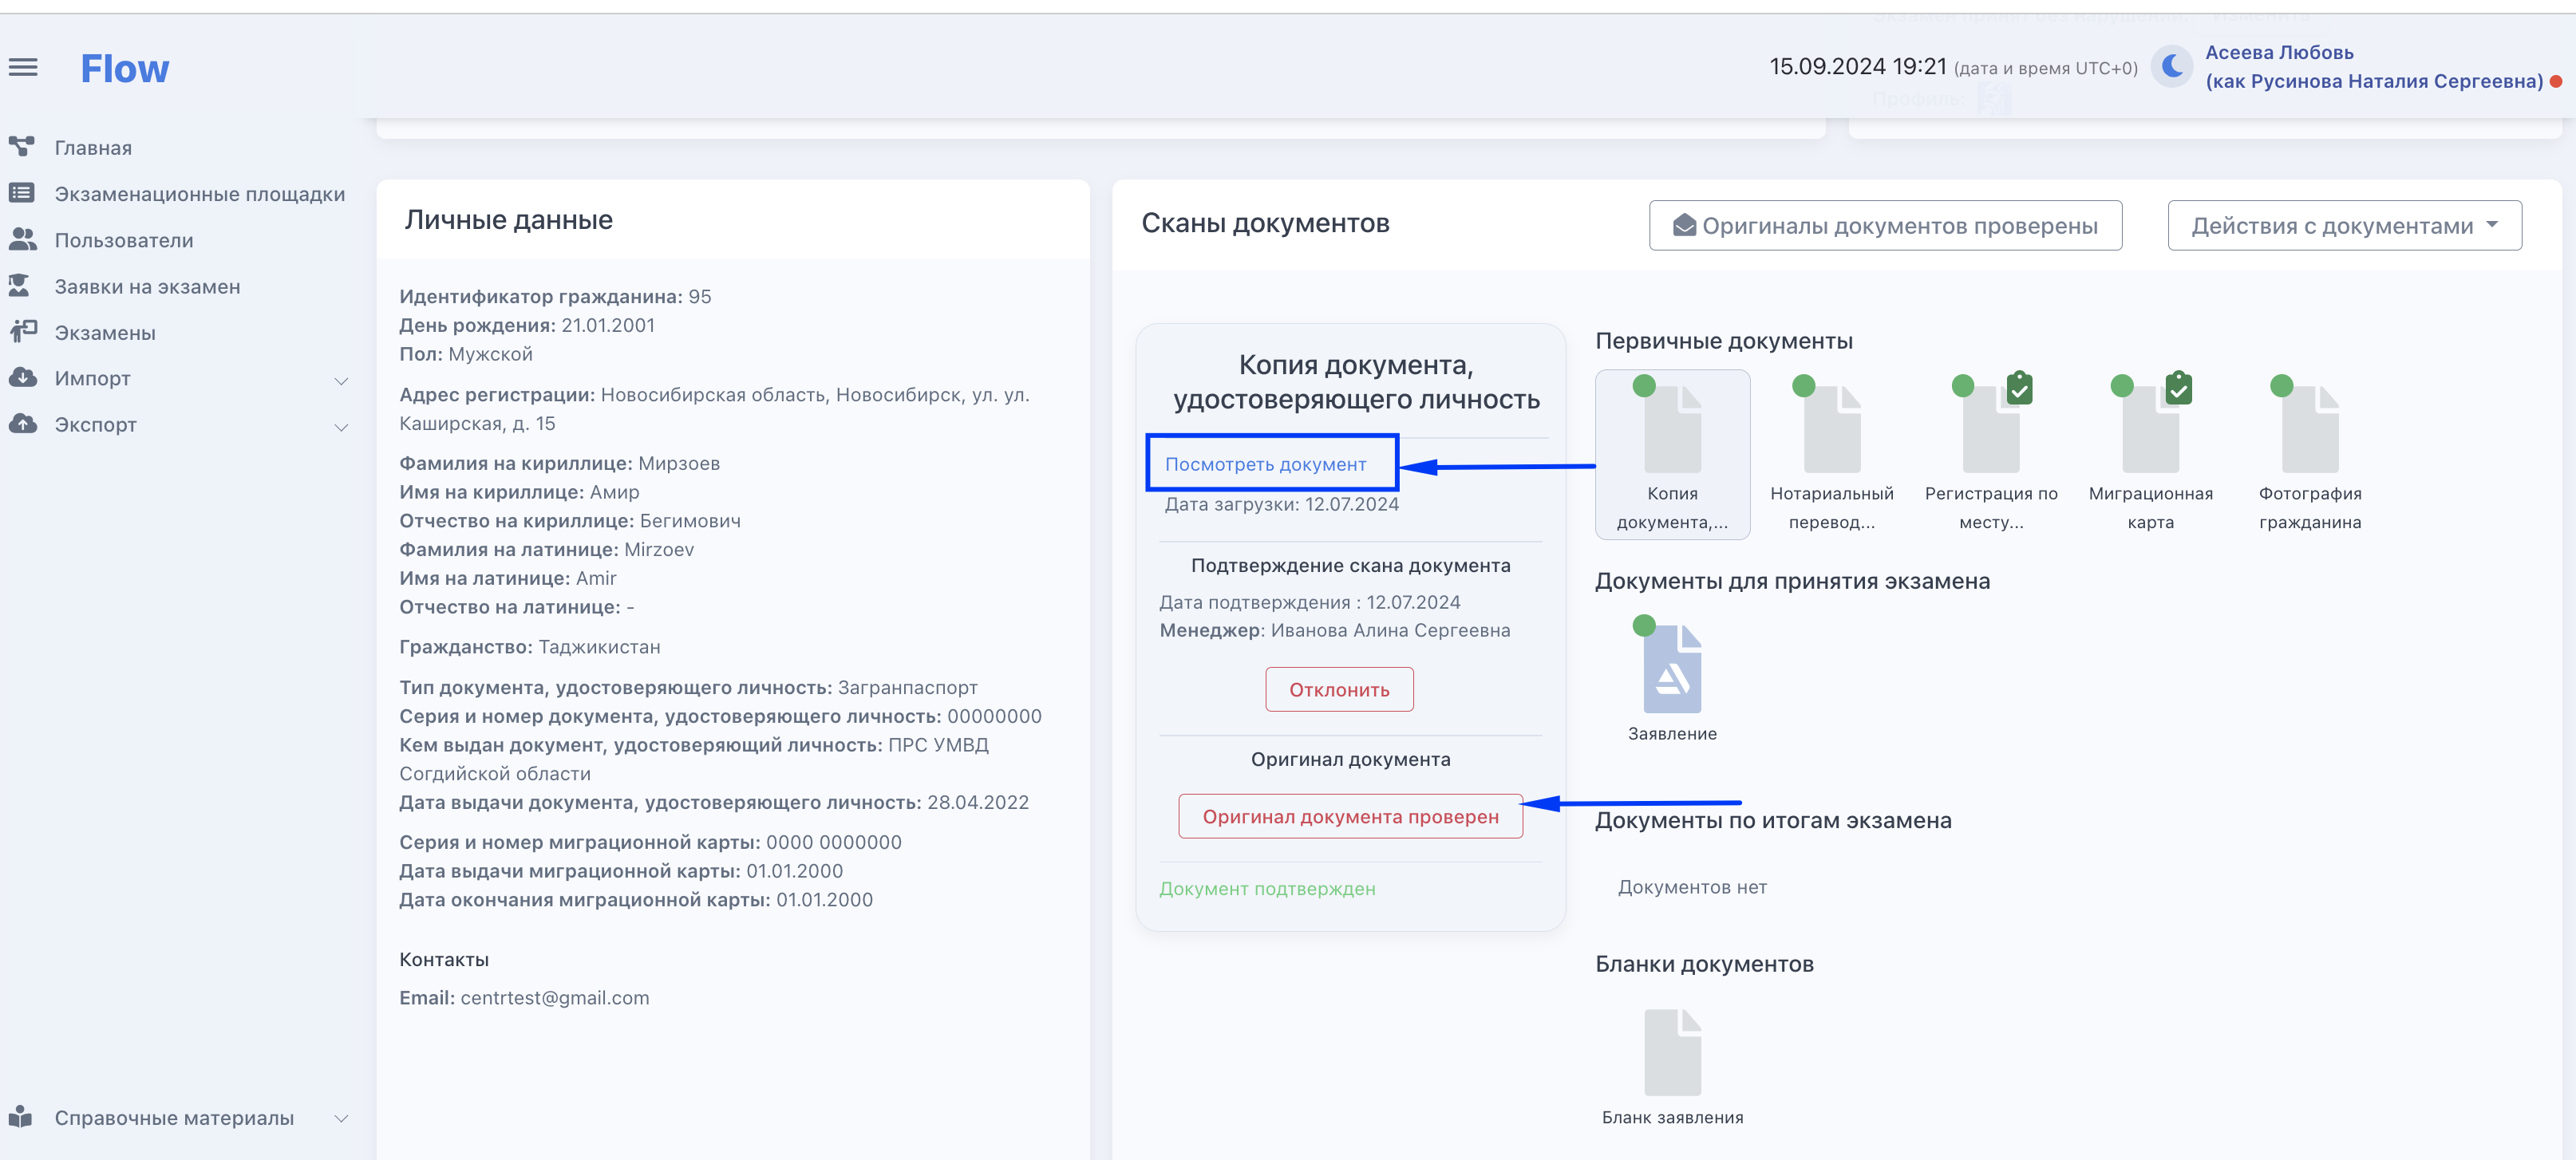 Flow
15.09.2024 19:21 (дата и время UTC+0)
Асеева Любовь
(как Русинова Наталия Сергеевна)
Главная
Экзаменационные площадки
Пользователи
Заявки на экзамен
Экзамены
Импорт
Экспорт
Справочные материалы
Личные данные
Идентификатор гражданина: 95
День рождения: 21.01.2001
Пол: Мужской
Адрес регистрации: Новосибирская область, Новосибирск, ул. ул.
Каширская, д. 15
Фамилия на кириллице: Мирзоев
Имя на кириллице: Амир
Отчество на кириллице: Бегимович
Фамилия на латинице: Mirzoev
Имя на латинице: Amir
Отчество на латинице: -
Гражданство: Таджикистан
Тип документа, удостоверяющего личность: Загранпаспорт
Серия и номер документа, удостоверяющего личность: 00000000
Кем выдан документ, удостоверяющий личность: ПРС УМВД
Согдийской области
Дата выдачи документа, удостоверяющего личность: 28.04.2022
Серия и номер миграционной карты: 0000 0000000
Дата выдачи миграционной карты: 01.01.2000
Дата окончания миграционной карты: 01.01.2000
Контакты
Email: centrtest@gmail.com
Сканы документов
Оригиналы документов проверены
Действия с документами
Копия документа,
удостоверяющего личность
Посмотреть документ
Дата загрузки: 12.07.2024
Подтверждение скана документа
Дата подтверждения : 12.07.2024
Менеджер: Иванова Алина Сергеевна
Отклонить
Оригинал документа
Оригинал документа проверен
Документ подтвержден
Первичные документы
Копия
документа,...
Нотариальный
перевод...
Регистрация по
месту...
Миграционная
карта
Фотография
гражданина
Документы для принятия экзамена
Заявление
Документы по итогам экзамена
Документов нет
Бланки документов
Бланк заявления